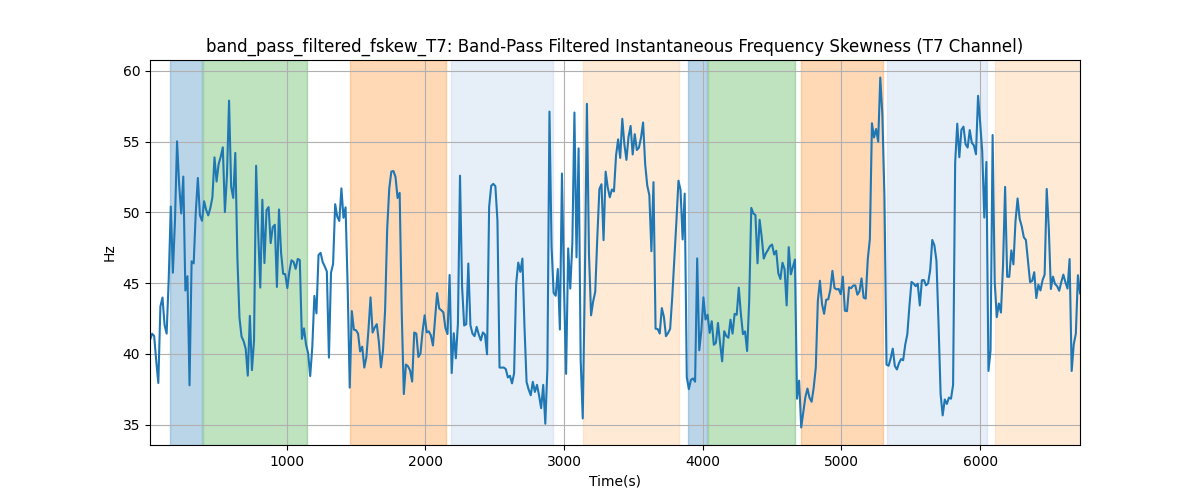 band_pass_filtered_fskew_T7: Band-Pass Filtered Instantaneous Frequency Skewness (T7 Channel)
60
55
50
45
40
35
Hz
1000 2000 3000 4000 5000 6000
Time(s)